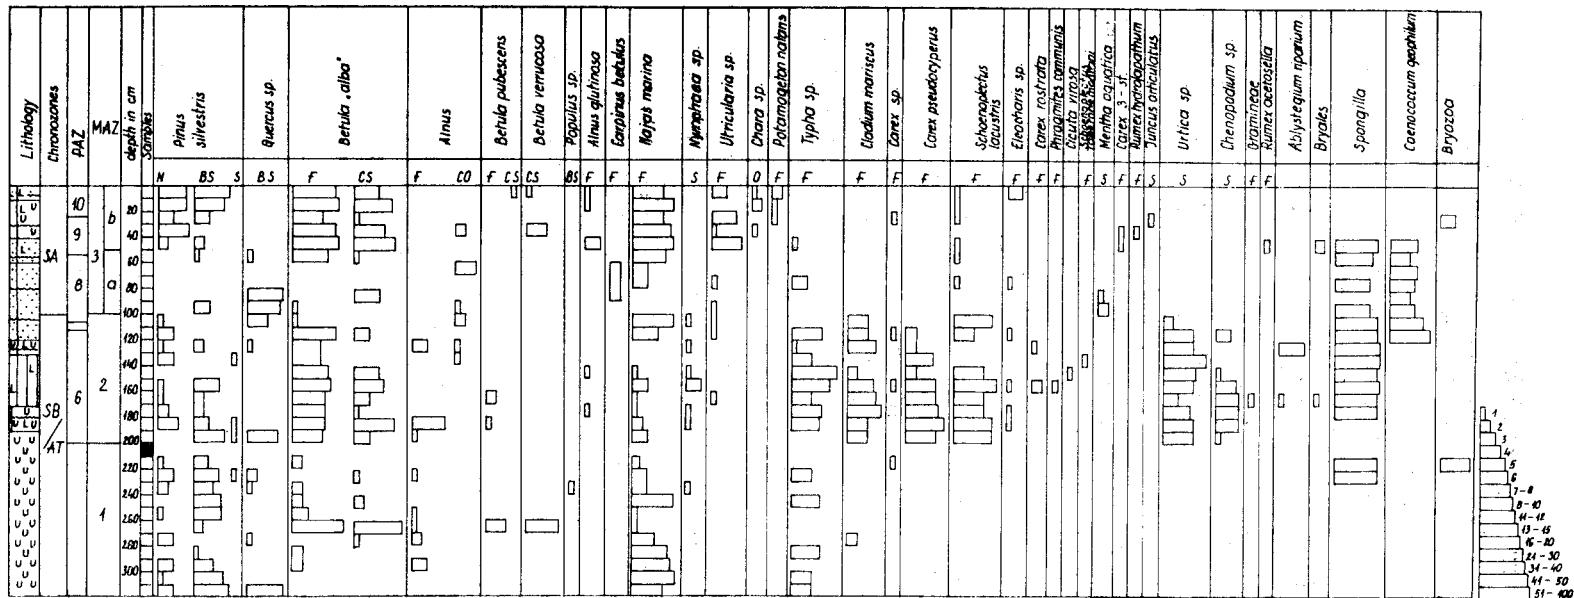 Lithology
Chronozones
PAZ
MAZ
depth in cm
Samples
Pinus silvestris
Quercus sp.
Betula „alba"
Alnus
Betula pubescens
Betula verrucosa
Populus sp.
Alnus glutinosa
Carpinus betulus
Najas marina
Nymphaea sp.
Utricularia sp.
Chara sp.
Potamogeton natans
Typha sp.
Cladium mariscus
Carex sp.
Carex pseudocyperus
Schoenoplectus lacustris
Eleocharis sp.
Carex rostrata
Phragmites communis
Cicuta virosa
Mentha aquatica
Carex 3-st.
Rumex hydrolapathum
Juncus articulatus
Urtica sp.
Chenopodium sp.
Gramineae
Rumex acetosella
Amblystegium riparium
Bryales
Spongilla
Coenococcum geophilum
Bryozoa
N BS S BS F CS F CO F CS CS BS F F F S F O F F F F F F F F F F S F F S S S F F
10
9
8
6
b
3
a
2
1
SA
SB
/AT
20
40
60
80
100
120
140
160
180
200
220
240
260
280
300
1
2
3
4
5
6
7-8
8-10
11-12
13-15
16-20
21-30
31-40
41-50
51-100